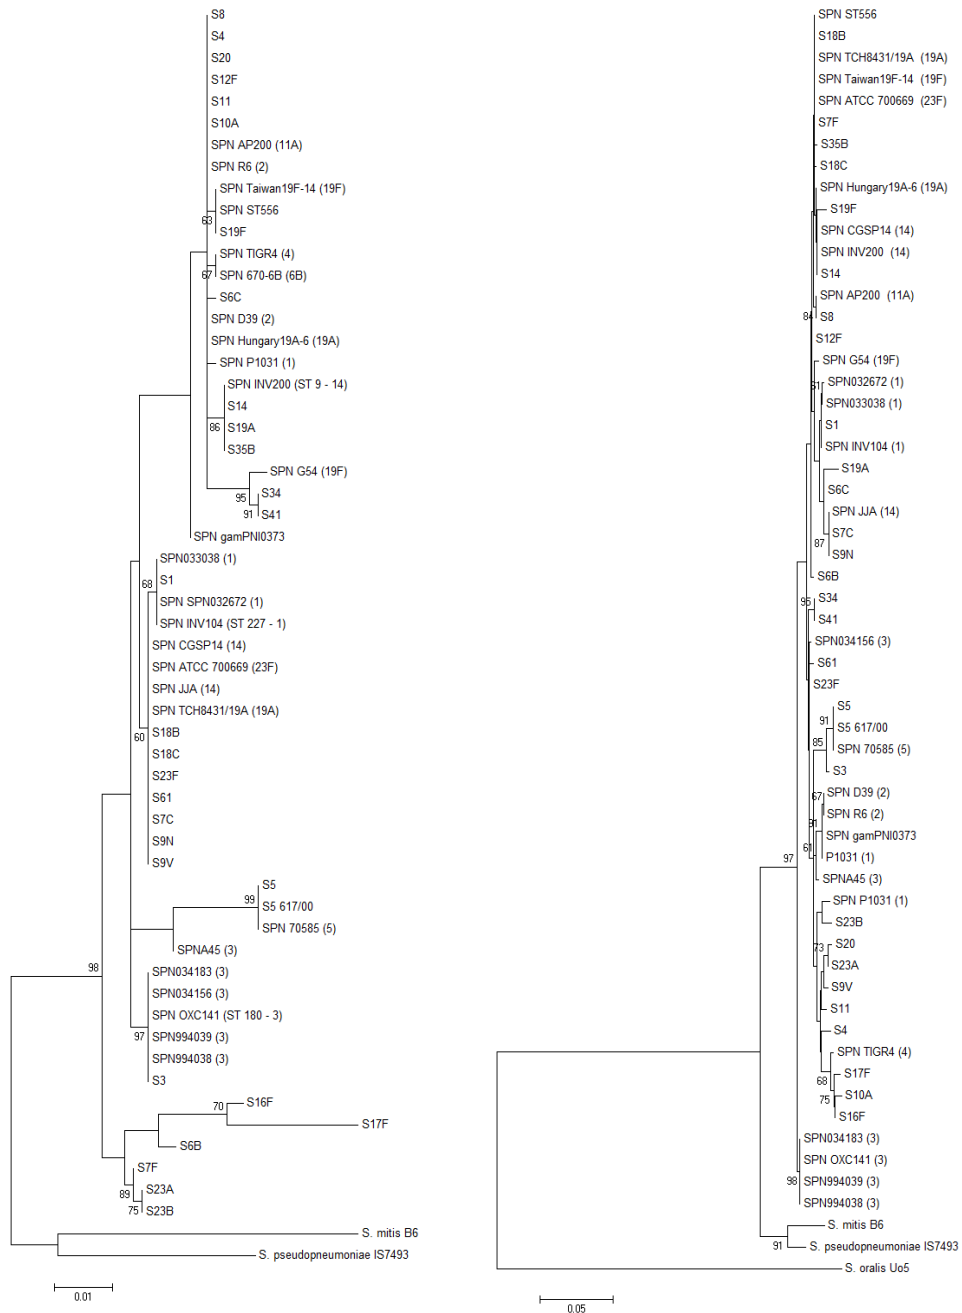 S8
S4
S20
S12F
S11
S10A
SPN AP200 (11A)
SPN R6 (2)
SPN Taiwan19F-14 (19F)
SPN ST556
63
S19F
SPN TIGR4 (4)
67
SPN 670-6B (6B)
S6C
SPN D39 (2)
SPN Hungary19A-6 (19A)
SPN P1031 (1)
SPN INV200 (ST 9 - 14)
S14
86
S19A
S35B
SPN G54 (19F)
95
S34
91
S41
SPN gamPNI0373
SPN033038 (1)
68
S1
SPN SPN032672 (1)
SPN INV104 (ST 227 - 1)
SPN CGSP14 (14)
SPN ATCC 700669 (23F)
SPN JJA (14)
SPN TCH8431/19A (19A)
60
S18B
S18C
S23F
S61
S7C
S9N
S9V
S5
99
S5 617/00
SPN 70585 (5)
SPNA45 (3)
98
SPN034183 (3)
SPN034156 (3)
SPN OXC141 (ST 180 - 3)
97
SPN994039 (3)
SPN994038 (3)
S3
70
S16F
S17F
S6B
S7F
89
S23A
75
S23B
S. mitis B6
S. pseudopneumoniae IS7493
0.01
SPN ST556
S18B
SPN TCH8431/19A (19A)
SPN Taiwan19F-14 (19F)
SPN ATCC 700669 (23F)
S7F
S35B
S18C
SPN Hungary19A-6 (19A)
S19F
SPN CGSP14 (14)
SPN INV200 (14)
S14
SPN AP200 (11A)
84
S8
S12F
SPN G54 (19F)
SPN032672 (1)
SPN033038 (1)
S1
SPN INV104 (1)
S19A
S6C
SPN JJA (14)
S7C
87
S9N
S6B
95
S34
S41
SPN034156 (3)
S61
S23F
S5
91
S5 617/00
85
SPN 70585 (5)
S3
67
SPN D39 (2)
SPN R6 (2)
SPN gamPNI0373
61
P1031 (1)
97
SPNA45 (3)
SPN P1031 (1)
S23B
73
S20
S23A
S9V
S11
S4
SPN TIGR4 (4)
68
S17F
75
S10A
S16F
SPN034183 (3)
SPN OXC141 (3)
98
SPN994039 (3)
SPN994038 (3)
S. mitis B6
91
S. pseudopneumoniae IS7493
S. oralis Uo5
0.05